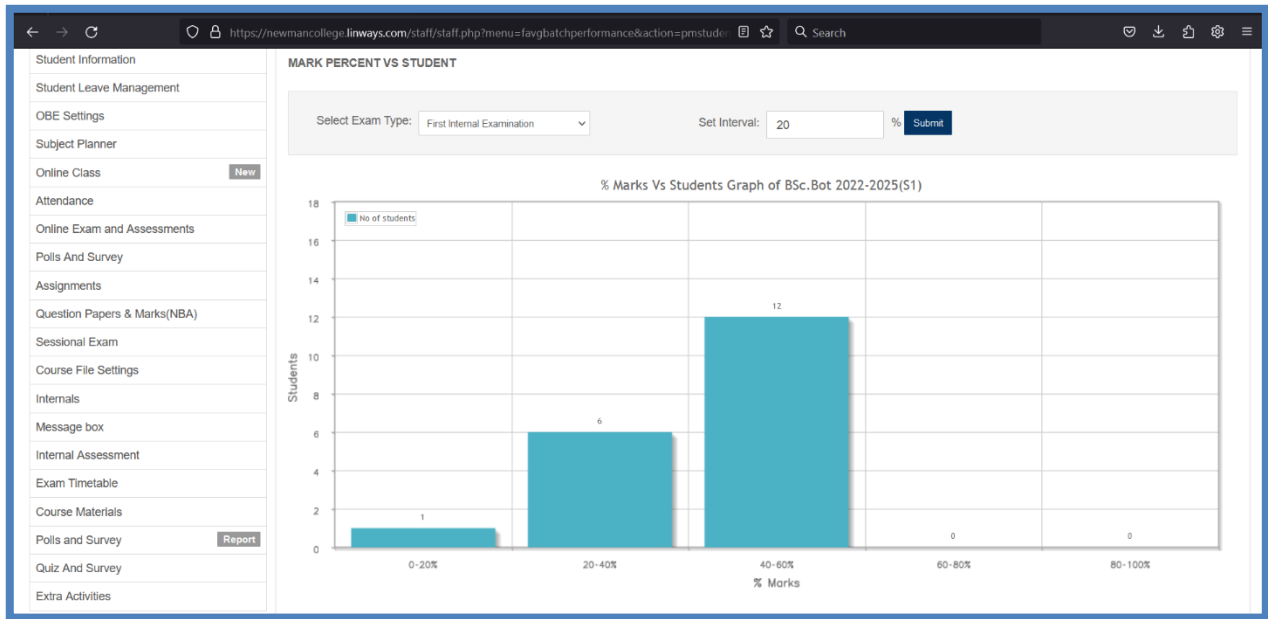 https://newmancollege.linways.com/staff/staff.php?menu=favgbatchperformance&action=pmstuden
Search
Student Information
Student Leave Management
OBE Settings
Subject Planner
Online Class New
Attendance
Online Exam and Assessments
Polls And Survey
Assignments
Question Papers & Marks(NBA)
Sessional Exam
Course File Settings
Internals
Message box
Internal Assessment
Exam Timetable
Course Materials
Polls and Survey Report
Quiz And Survey
Extra Activities
MARK PERCENT VS STUDENT
Select Exam Type: First Internal Examination Set Interval: 20 % Submit
% Marks Vs Students Graph of BSc.Bot 2022-2025(S1)
No of students
18
16
14
12
10
8
6
4
2
0
Students
1
6
12
0
0
0-20% 20-40% 40-60% 60-80% 80-100%
% Marks